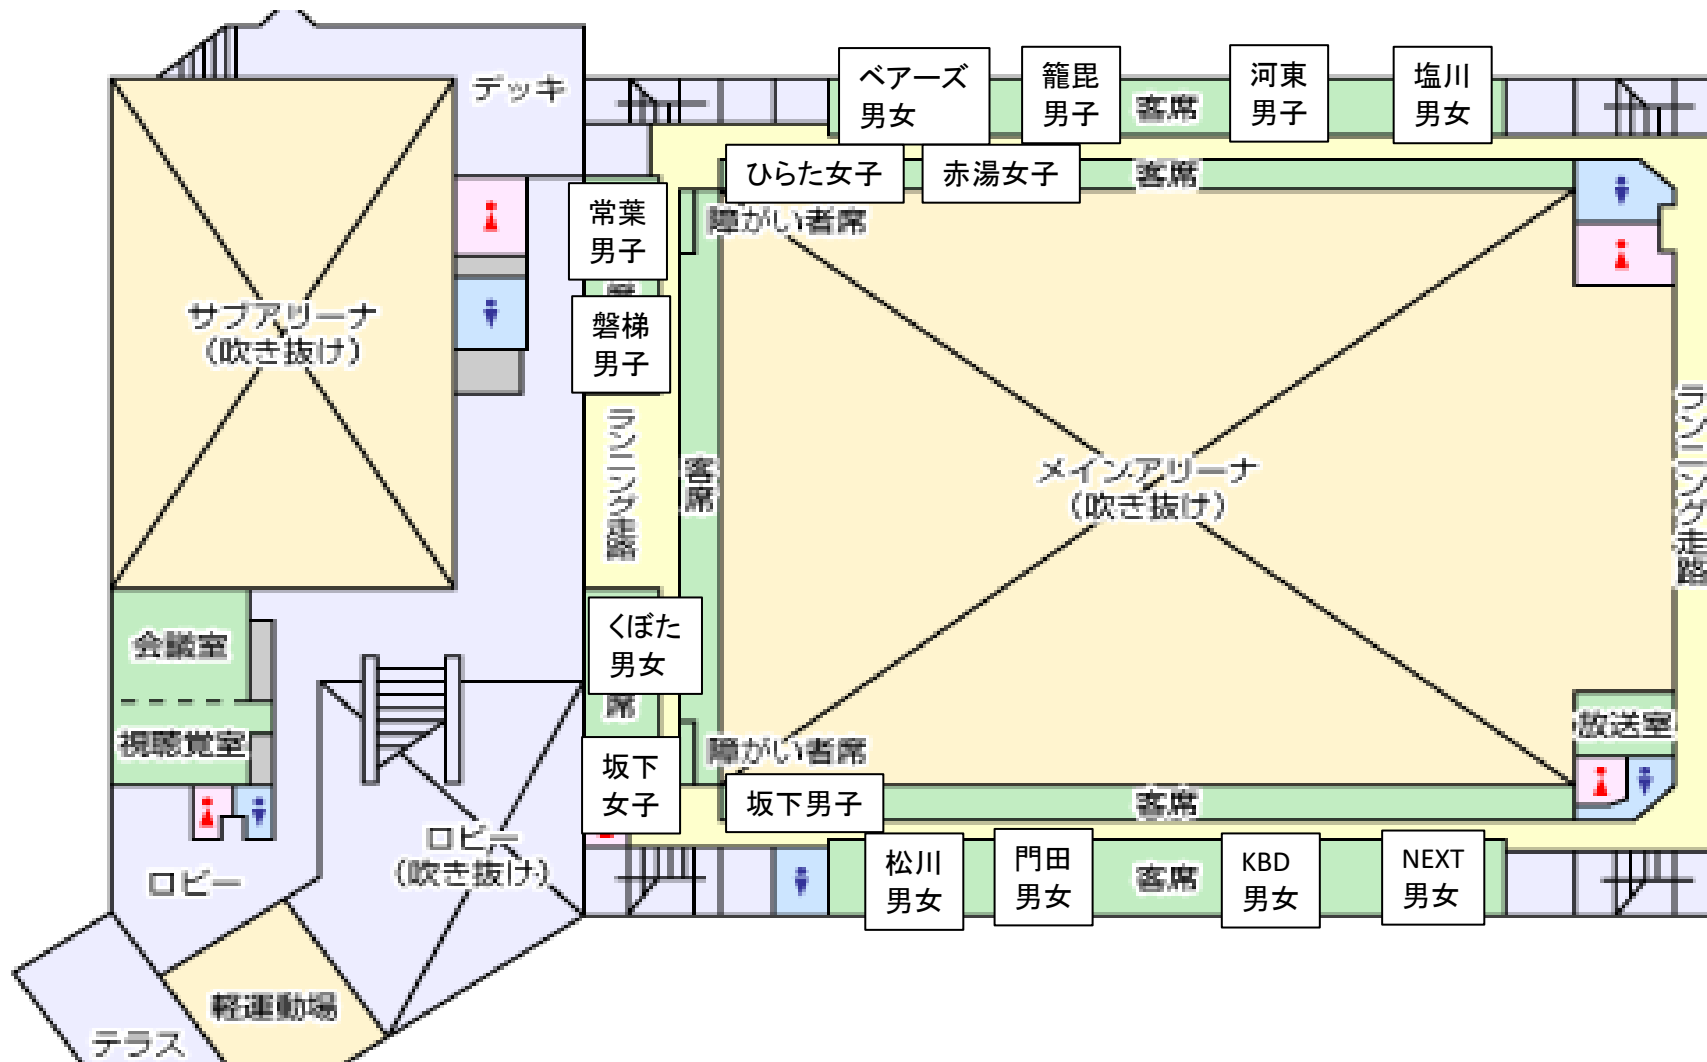 デッキ
ベアーズ
男女
籠毘
男子
客席
河東
男子
塩川
男女
ひらた女子
赤湯女子
客席
常葉
男子
障がい者席
席
サブアリーナ
(吹き抜け)
磐梯
男子
ランニング走路
客席
メインアリーナ
(吹き抜け)
ランニング走路
くぼた
男女
席
会議室
視聴覚室
放送室
障がい者席
坂下
女子
坂下男子
客席
ロビー
(吹き抜け)
ロビー
松川
男女
門田
男女
客席
KBD
男女
NEXT
男女
軽運動場
テラス